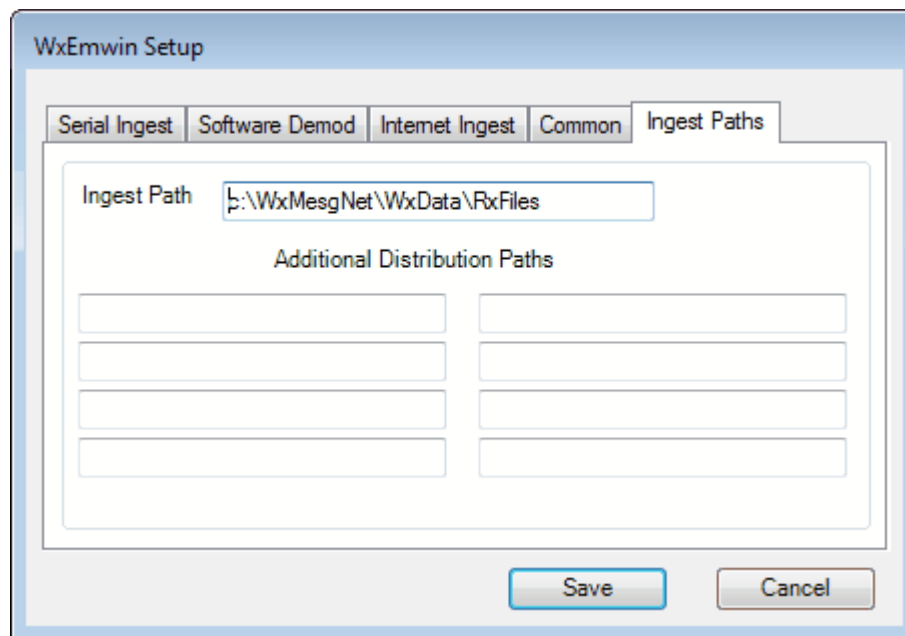 WxEmwin Setup
Serial Ingest Software Demod Internet Ingest Common Ingest Paths
Ingest Path c:\WxMesgNet\WxData\RxFiles
Additional Distribution Paths
Save Cancel